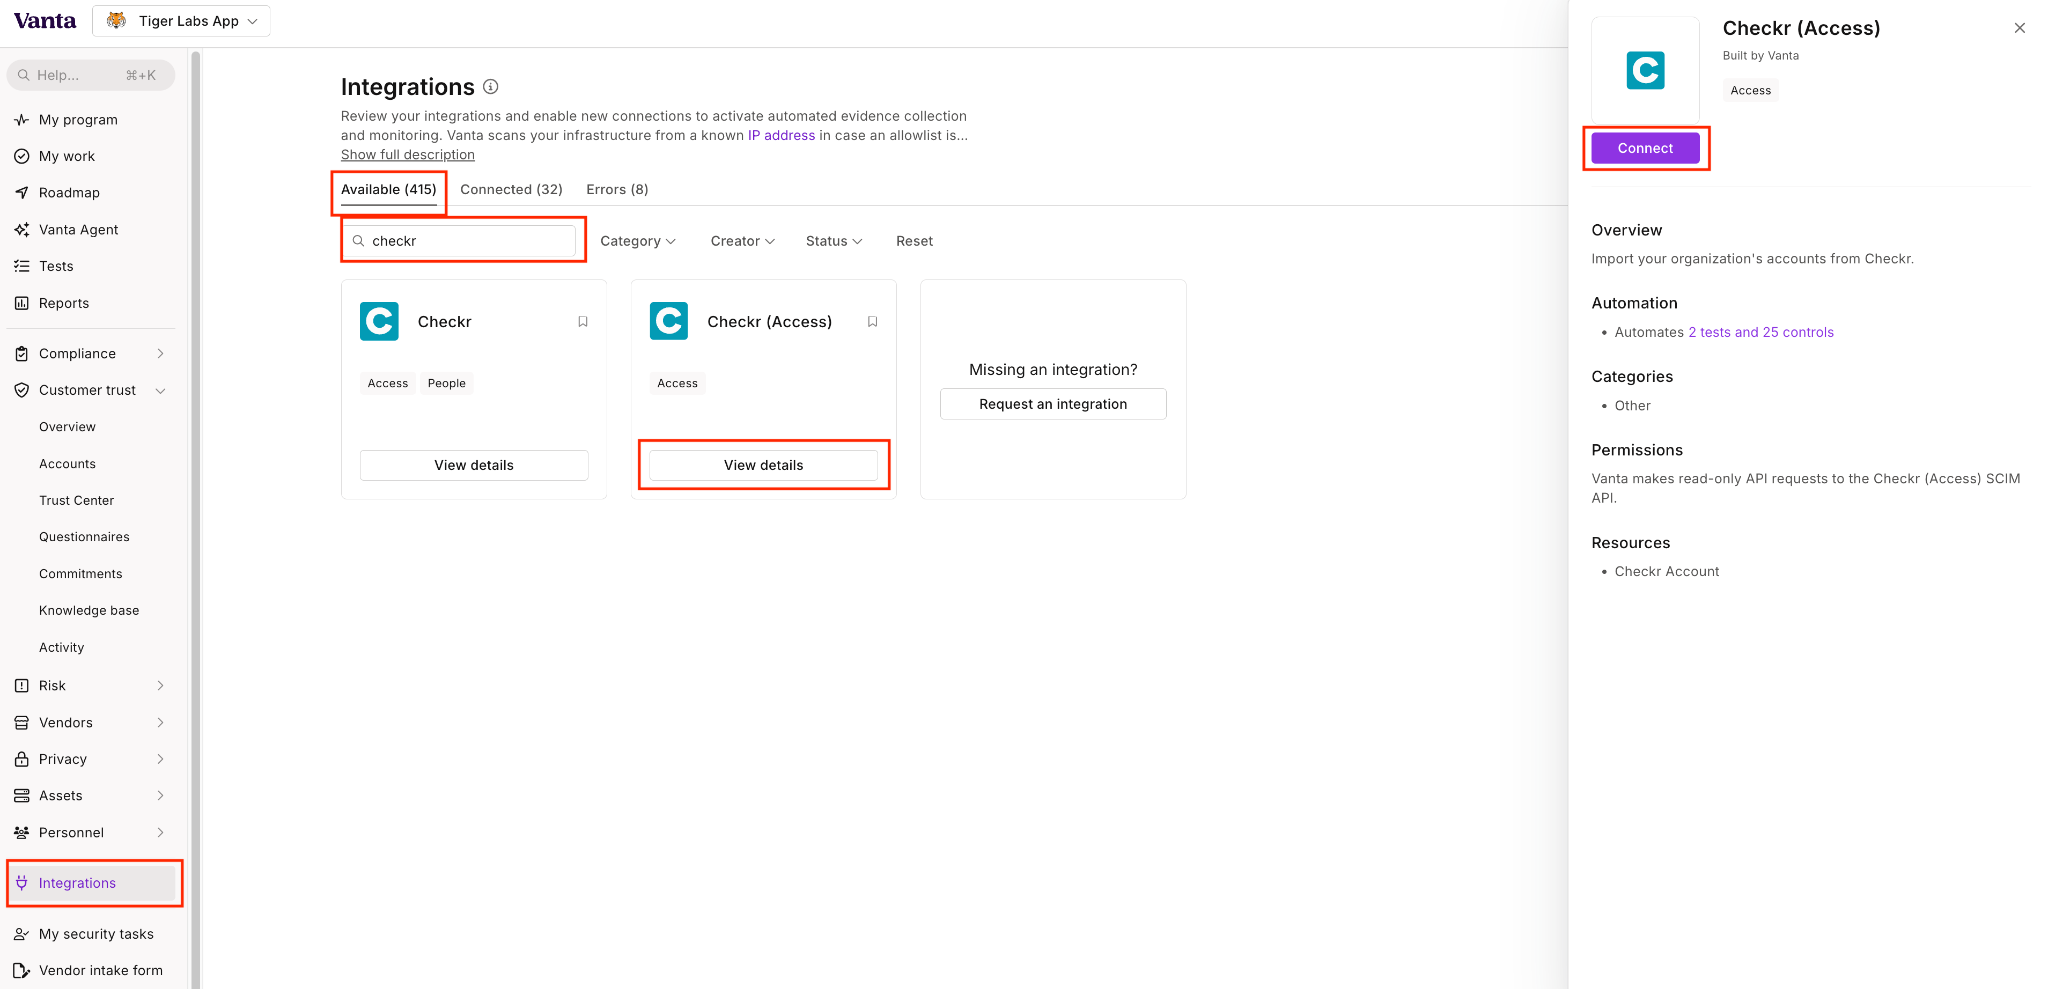 Vanta
Tiger Labs App
Help... ⌘+K
My program
My work
Roadmap
Vanta Agent
Tests
Reports
Compliance
Customer trust
Overview
Accounts
Trust Center
Questionnaires
Commitments
Knowledge base
Activity
Risk
Vendors
Privacy
Assets
Personnel
Integrations
My security tasks
Vendor intake form
Integrations
Review your integrations and enable new connections to activate automated evidence collection
and monitoring. Vanta scans your infrastructure from a known IP address in case an allowlist is...
Show full description
Available (415) Connected (32) Errors (8)
checkr Category Creator Status Reset
C Checkr
Access People
View details
C Checkr (Access)
Access
View details
Missing an integration?
Request an integration
C
Checkr (Access)
Built by Vanta
Access
Connect
Overview
Import your organization's accounts from Checkr.
Automation
• Automates 2 tests and 25 controls
Categories
• Other
Permissions
Vanta makes read-only API requests to the Checkr (Access) SCIM
API.
Resources
• Checkr Account